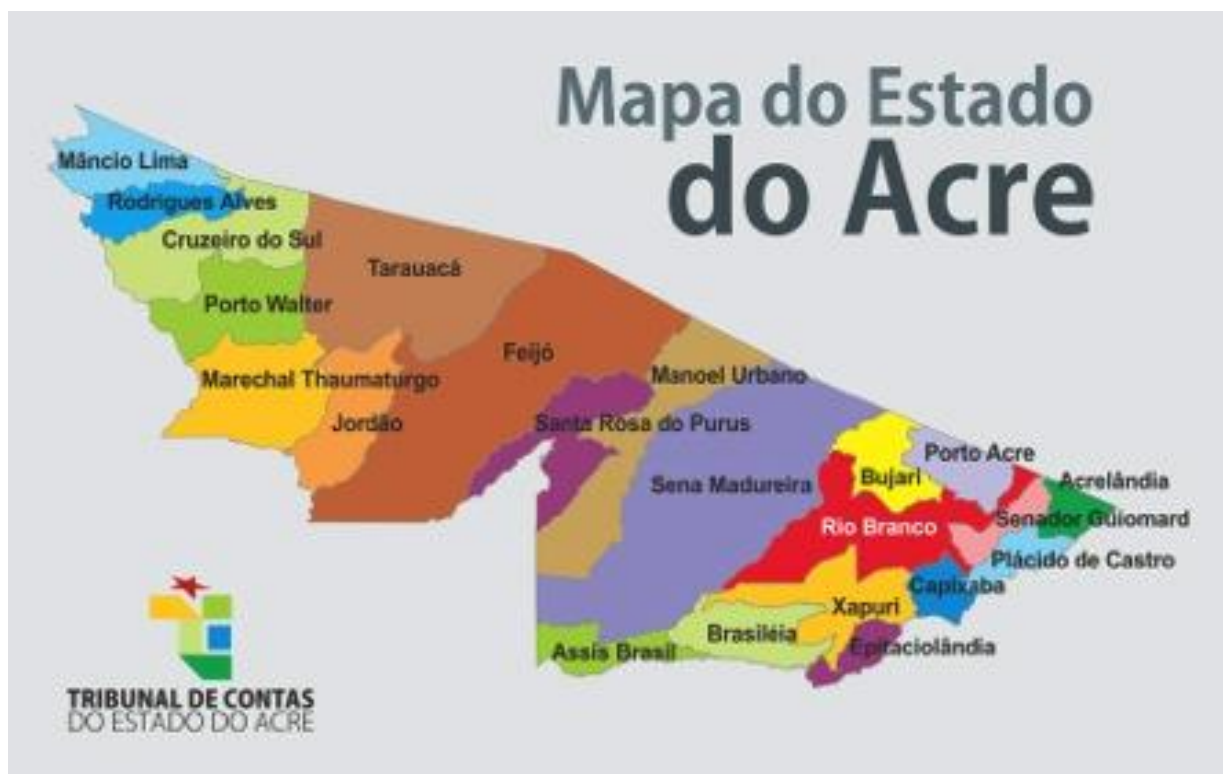 Mapa do Estado
do Acre
Mâncio Lima
Rodrigues Alves
Cruzeiro do Sul
Tarauacá
Porto Walter
Feijó
Marechal Thaumaturgo
Manoel Urbano
Jordão
Santa Rosa do Purus
Porto Acre
Sena Madureira
Bujari
Acrelândia
Rio Branco
Senador Guiomard
Plácido de Castro
Capixaba
Xapuri
Brasiléia
Assis Brasil
Epitaciolândia
TRIBUNAL DE CONTAS
DO ESTADO DO ACRE